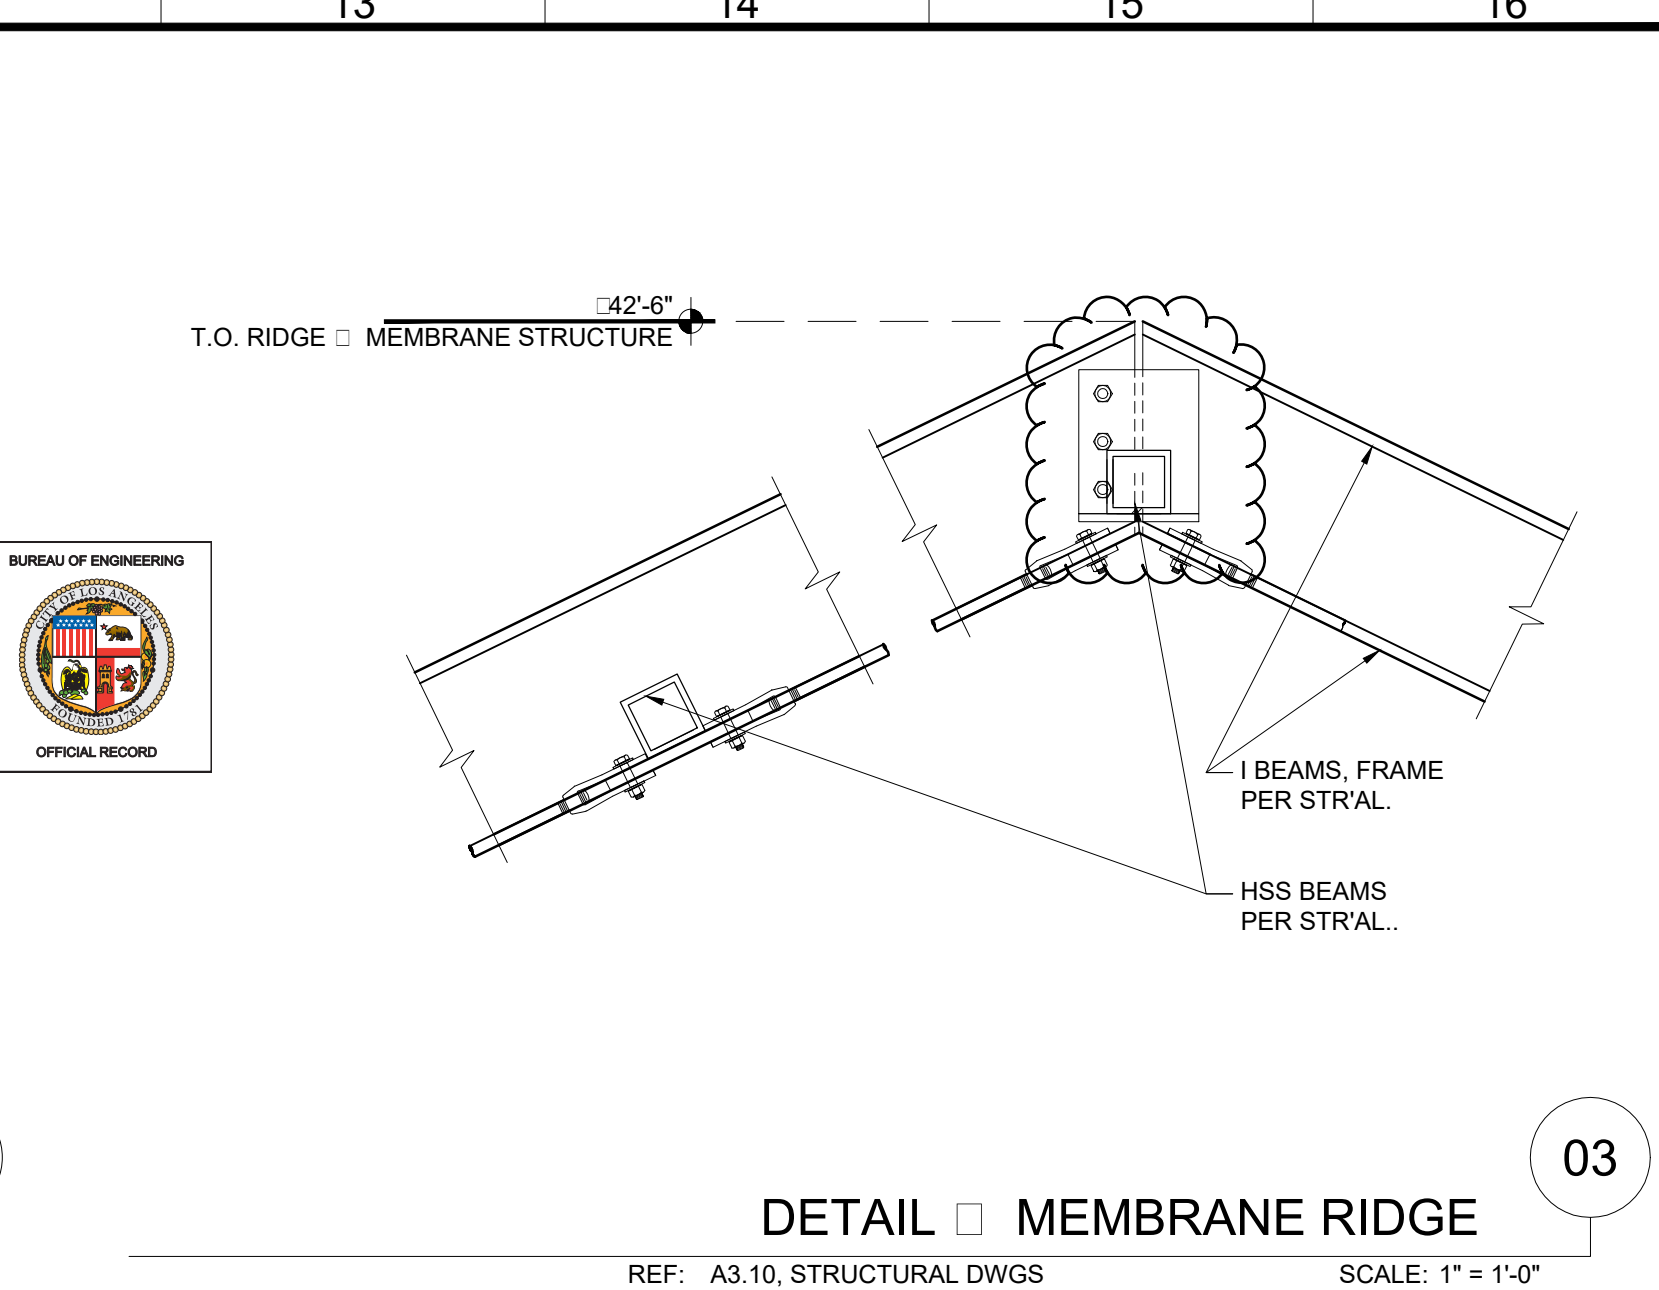 13 14 15 16
□42'-6"
T.O. RIDGE □ MEMBRANE STRUCTURE
BUREAU OF ENGINEERING
CITY OF LOS ANGELES
FOUNDED 1781
OFFICIAL RECORD
I BEAMS, FRAME
PER STR'AL.
HSS BEAMS
PER STR'AL..
03
DETAIL □ MEMBRANE RIDGE
REF: A3.10, STRUCTURAL DWGS SCALE: 1" = 1'-0"